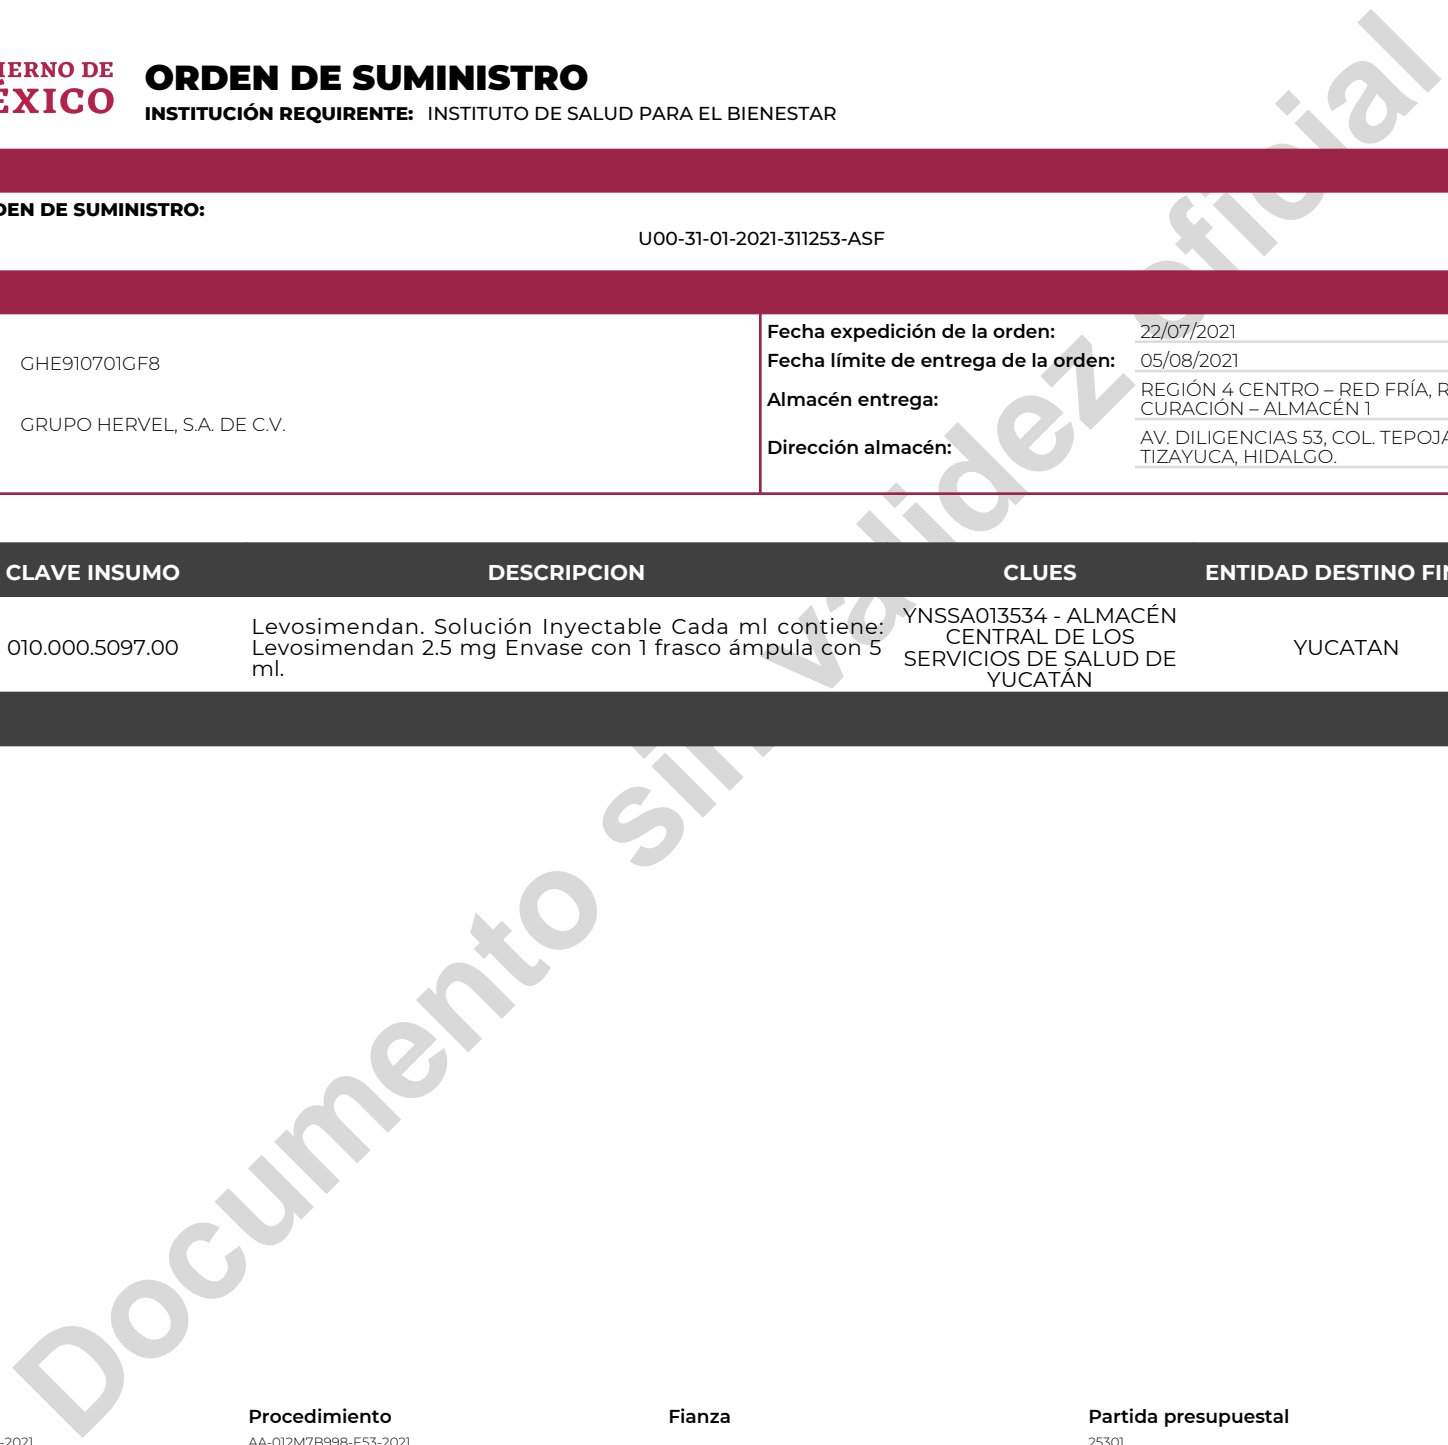 IERNO DE
ÉXICO
ORDEN DE SUMINISTRO
INSTITUCIÓN REQUIRENTE: INSTITUTO DE SALUD PARA EL BIENESTAR
DEN DE SUMINISTRO:
U00-31-01-2021-311253-ASF
GHE910701GF8
GRUPO HERVEL, S.A. DE C.V.
Fecha expedición de la orden: 22/07/2021
Fecha límite de entrega de la orden: 05/08/2021
Almacén entrega: REGIÓN 4 CENTRO – RED FRÍA, R
CURACIÓN – ALMACÉN 1
Dirección almacén: AV. DILIGENCIAS 53, COL. TEPOJA
TIZAYUCA, HIDALGO.
CLAVE INSUMO DESCRIPCION CLUES ENTIDAD DESTINO FIN
010.000.5097.00
Levosimendan. Solución Inyectable Cada ml contiene:
Levosimendan 2.5 mg Envase con 1 frasco ámpula con 5
ml.
YNSSA013534 - ALMACÉN
CENTRAL DE LOS
SERVICIOS DE SALUD DE
YUCATÁN
YUCATAN
Documento sin validez oficial
Procedimiento Fianza Partida presupuestal
-2021 AA-012M7B998-E53-2021 25301